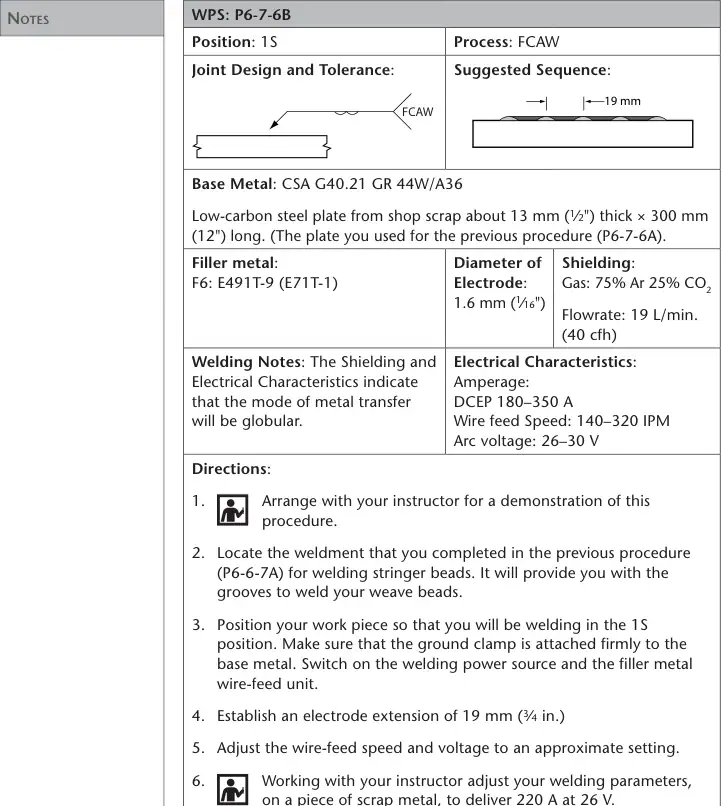 NOTES
WPS: P6-7-6B
Position: 1S
Process: FCAW
Joint Design and Tolerance:
Suggested Sequence:
FCAW
19 mm
Base Metal: CSA G40.21 GR 44W/A36
Low-carbon steel plate from shop scrap about 13 mm (½") thick × 300 mm
(12") long. (The plate you used for the previous procedure (P6-7-6A).
Filler metal:
F6: E491T-9 (E71T-1)
Diameter of
Electrode:
1.6 mm (1⁄16")
Shielding:
Gas: 75% Ar 25% CO₂
Flowrate: 19 L/min.
(40 cfh)
Welding Notes: The Shielding and
Electrical Characteristics indicate
that the mode of metal transfer
will be globular.
Electrical Characteristics:
Amperage:
DCEP 180–350 A
Wire feed Speed: 140–320 IPM
Arc voltage: 26–30 V
Directions:
1. Arrange with your instructor for a demonstration of this
procedure.
2. Locate the weldment that you completed in the previous procedure
(P6-6-7A) for welding stringer beads. It will provide you with the
grooves to weld your weave beads.
3. Position your work piece so that you will be welding in the 1S
position. Make sure that the ground clamp is attached firmly to the
base metal. Switch on the welding power source and the filler metal
wire-feed unit.
4. Establish an electrode extension of 19 mm (¾ in.)
5. Adjust the wire-feed speed and voltage to an approximate setting.
6. Working with your instructor adjust your welding parameters,
on a piece of scrap metal, to deliver 220 A at 26 V.